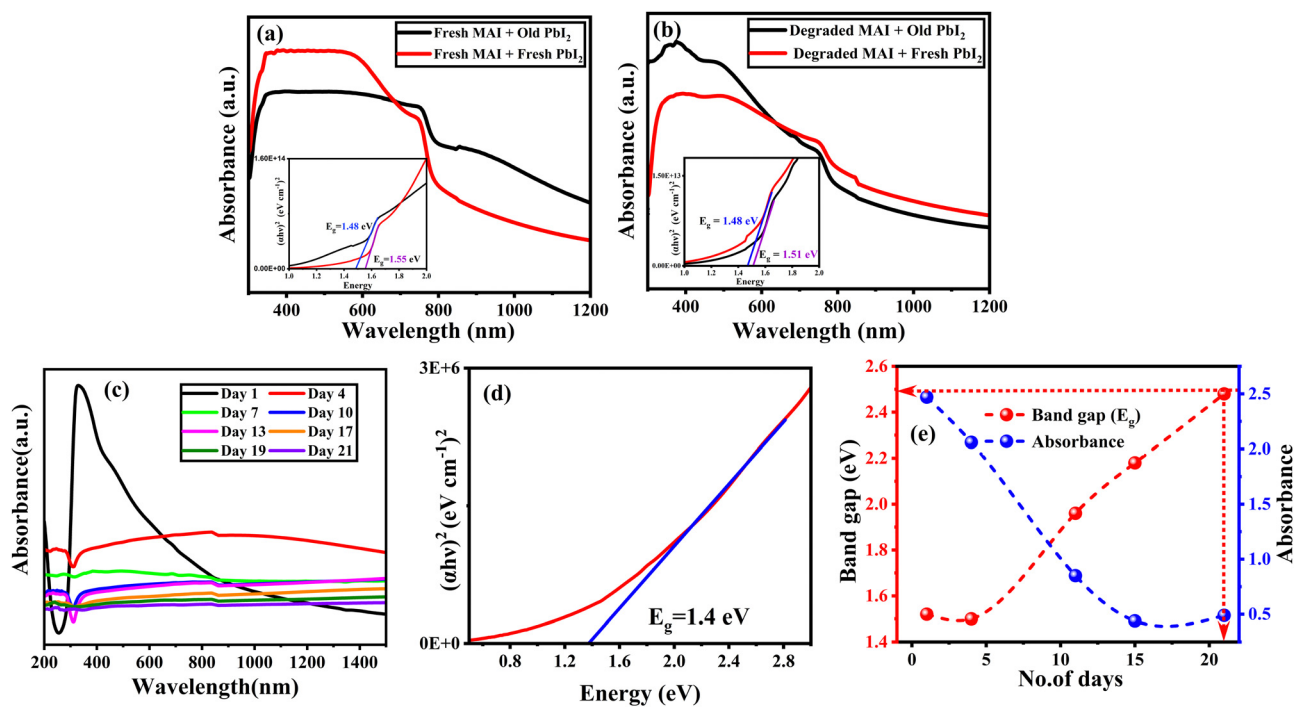 (a)
Fresh MAI + Old PbI₂
Fresh MAI + Fresh PbI₂
Absorbance (a.u.)
1.60E+14
0.00E+00
(αhν)² (eV cm⁻¹)²
E_g=1.48 eV
E_g=1.55 eV
1.0 1.2 1.4 1.6 1.8 2.0
Energy
400 600 800 1000 1200
Wavelength (nm)
(b)
Degraded MAI + Old PbI₂
Degraded MAI + Fresh PbI₂
Absorbance (a.u.)
1.50E+13
0.00E+00
(αhν)² (eV cm⁻¹)²
E_g = 1.48 eV
E_g = 1.51 eV
1.0 1.2 1.4 1.6 1.8 2.0
Energy
400 600 800 1000 1200
Wavelength (nm)
(c)
Day 1 Day 4
Day 7 Day 10
Day 13 Day 17
Day 19 Day 21
Absorbance(a.u.)
200 400 600 800 1000 1200 1400
Wavelength(nm)
(d)
3E+6
0E+0
(αhν)² (eV cm⁻¹)²
E_g=1.4 eV
0.6 1.2 1.8 2.4 3.0
Energy (eV)
(e)
Band gap (E_g)
Absorbance
2.6
2.4
2.2
2.0
1.8
1.6
1.4
Band gap (eV)
2.5
2.0
1.5
1.0
0.5
Absorbance
0 5 10 15 20
No.of days